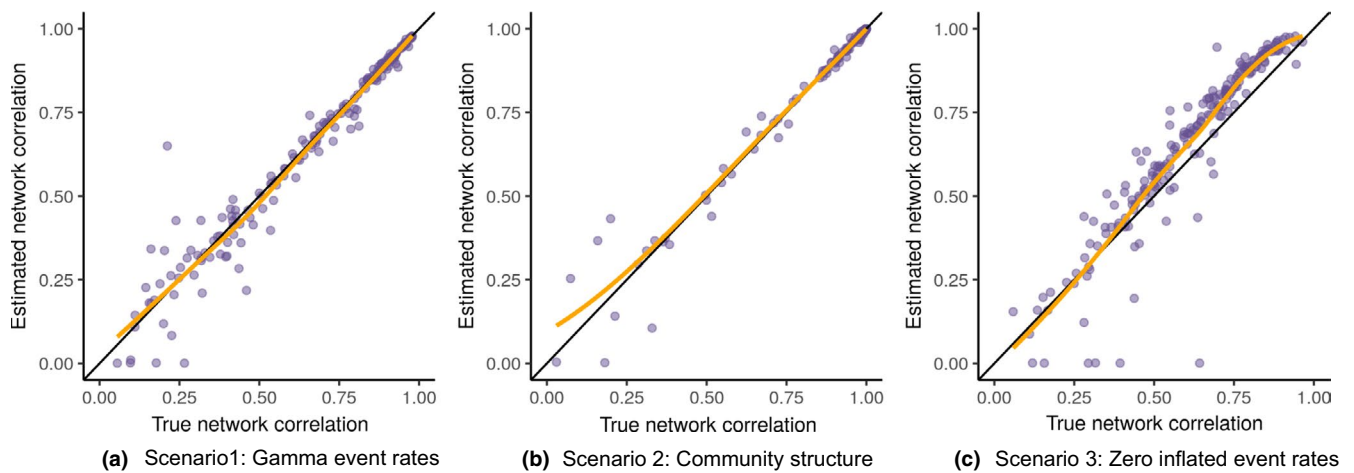 Estimated network correlation
1.00
0.75
0.50
0.25
0.00
0.00 0.25 0.50 0.75 1.00
True network correlation
(a) Scenario1: Gamma event rates
Estimated network correlation
1.00
0.75
0.50
0.25
0.00
0.00 0.25 0.50 0.75 1.00
True network correlation
(b) Scenario 2: Community structure
Estimated network correlation
1.00
0.75
0.50
0.25
0.00
0.00 0.25 0.50 0.75 1.00
True network correlation
(c) Scenario 3: Zero inflated event rates